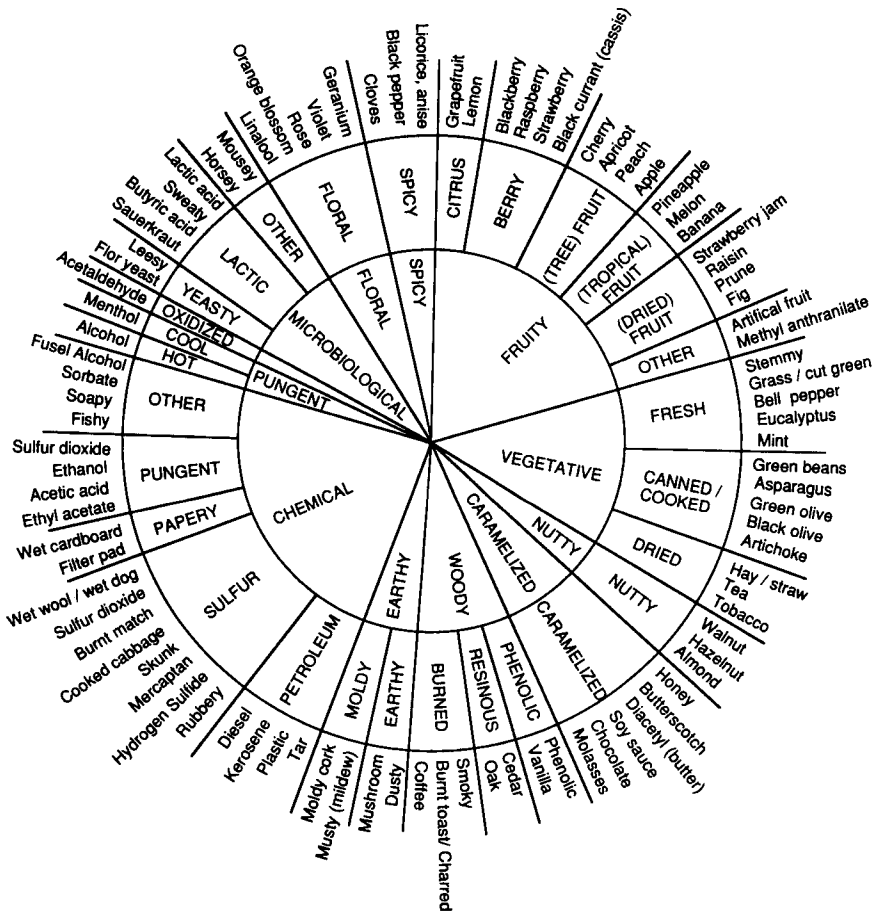 FRUITY
CITRUS
Grapefruit
Lemon
BERRY
Blackberry
Raspberry
Strawberry
Black currant (cassis)
(TREE) FRUIT
Cherry
Apricot
Peach
Apple
(TROPICAL)
FRUIT
Pineapple
Melon
Banana
(DRIED)
FRUIT
Strawberry jam
Raisin
Prune
Fig
OTHER
Artifical fruit
Methyl anthranilate
VEGETATIVE
FRESH
Stemmy
Grass / cut green
Bell pepper
Eucalyptus
Mint
CANNED /
COOKED
Green beans
Asparagus
Green olive
Black olive
Artichoke
DRIED
Hay / straw
Tea
Tobacco
NUTTY
NUTTY
Walnut
Hazelnut
Almond
CARAMELIZED
CARAMELIZED
Honey
Butterscotch
Diacetyl (butter)
Soy sauce
Chocolate
Molasses
WOODY
PHENOLIC
Phenolic
Vanilla
RESINOUS
Cedar
Oak
BURNED
Smoky
Burnt toast/ Charred
Coffee
EARTHY
EARTHY
Dusty
Mushroom
MOLDY
Musty (mildew)
Moldy cork
CHEMICAL
PETROLEUM
Tar
Plastic
Kerosene
Diesel
SULFUR
Rubbery
Hydrogen Sulfide
Mercaptan
Skunk
Cooked cabbage
Burnt match
Sulfur dioxide
Wet wool / wet dog
PAPERY
Filter pad
Wet cardboard
PUNGENT
Ethyl acetate
Acetic acid
Ethanol
Sulfur dioxide
OTHER
Fishy
Soapy
Sorbate
Fusel Alcohol
PUNGENT
HOT
Alcohol
COOL
Menthol
OXIDIZED
Acetaldehyde
MICROBIOLOGICAL
YEASTY
Flor yeast
Leesy
LACTIC
Sauerkraut
Butyric acid
Sweaty
Lactic acid
OTHER
Horsey
Mousey
FLORAL
FLORAL
Linalool
Orange blossom
Rose
Violet
Geranium
SPICY
SPICY
Cloves
Black pepper
Licorice, anise